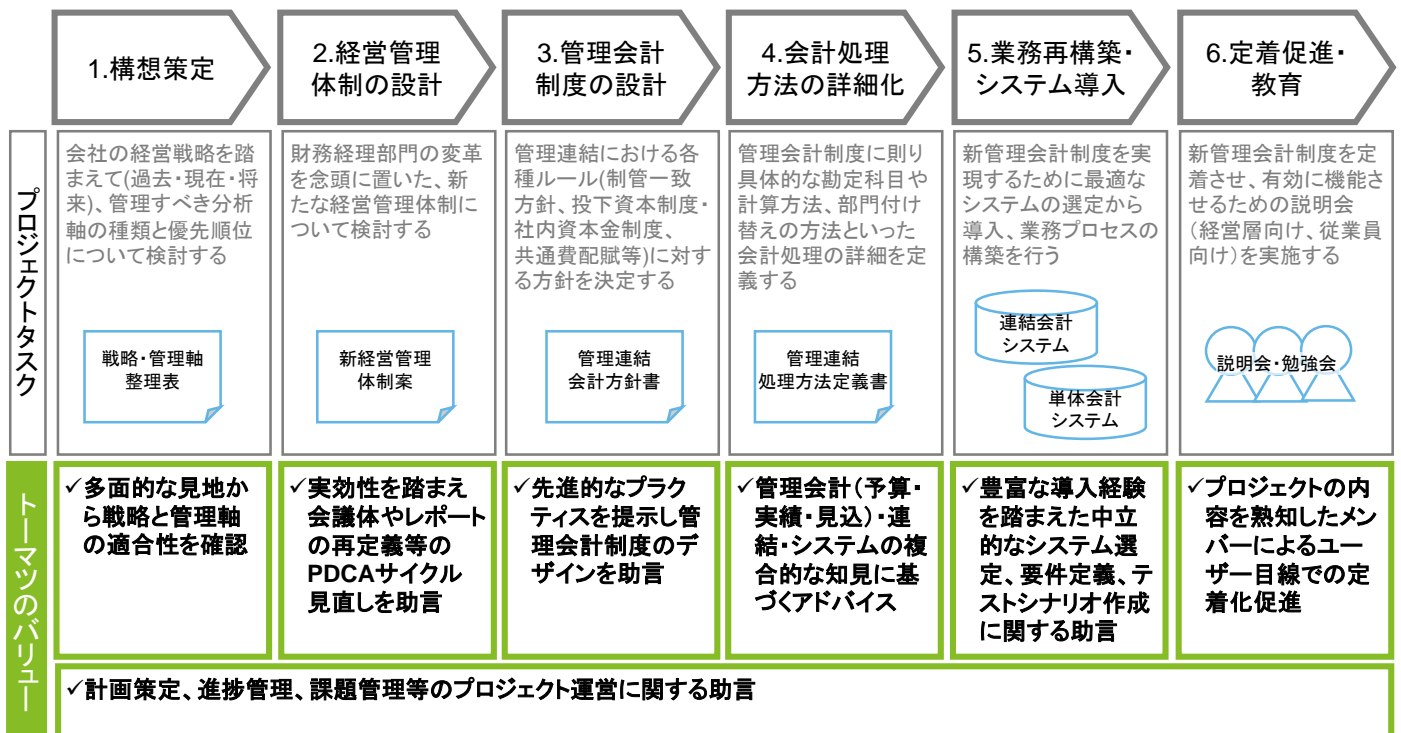 1.構想策定
2.経営管理
体制の設計
3.管理会計
制度の設計
4.会計処理
方法の詳細化
5.業務再構築・
システム導入
6.定着促進・
教育
プロジェクトタスク
会社の経営戦略を踏
まえて(過去・現在・将
来)、管理すべき分析
軸の種類と優先順位
について検討する
戦略・管理軸
整理表
財務経理部門の変革
を念頭に置いた、新
たな経営管理体制に
ついて検討する
新経営管理
体制案
管理連結における各
種ルール(制管一致
方針、投下資本制度・
社内資本金制度、
共通費配賦等)に対す
る方針を決定する
管理連結
会計方針書
管理会計制度に則り
具体的な勘定科目や
計算方法、部門付け
替えの方法といった
会計処理の詳細を定
義する
管理連結
処理方法定義書
新管理会計制度を実
現するために最適な
システムの選定から
導入、業務プロセスの
構築を行う
連結会計
システム
単体会計
システム
新管理会計制度を定
着させ、有効に機能さ
せるための説明会
(経営層向け、従業員
向け)を実施する
説明会・勉強会
トーマツのバリュー
✓多面的な見地か
ら戦略と管理軸
の適合性を確認
✓実効性を踏まえ
会議体やレポート
の再定義等の
PDCAサイクル
見直しを助言
✓先進的なプラク
ティスを提示し管
理会計制度のデ
ザインを助言
✓管理会計(予算・
実績・見込)・連
結・システムの複
合的な知見に基
づくアドバイス
✓豊富な導入経験
を踏まえた中立
的なシステム選
定、要件定義、テ
ストシナリオ作成
に関する助言
✓プロジェクトの内
容を熟知したメン
バーによるユー
ザー目線での定
着化促進
✓計画策定、進捗管理、課題管理等のプロジェクト運営に関する助言